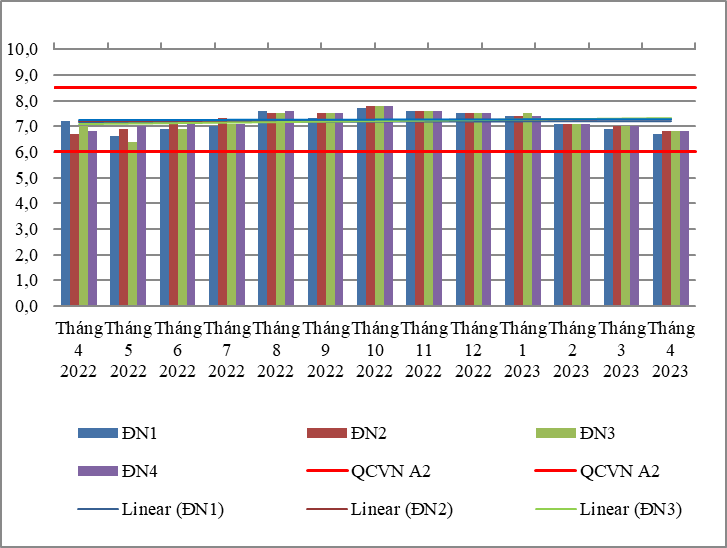 10,0
9,0
8,0
7,0
6,0
5,0
4,0
3,0
2,0
1,0
0,0
Tháng Tháng Tháng Tháng Tháng Tháng Tháng Tháng Tháng Tháng Tháng Tháng Tháng
4 5 6 7 8 9 10 11 12 1 2 3 4
2022 2022 2022 2022 2022 2022 2022 2022 2022 2023 2023 2023 2023
ĐN1 ĐN2 ĐN3
ĐN4 QCVN A2 QCVN A2
Linear (ĐN1) Linear (ĐN2) Linear (ĐN3)